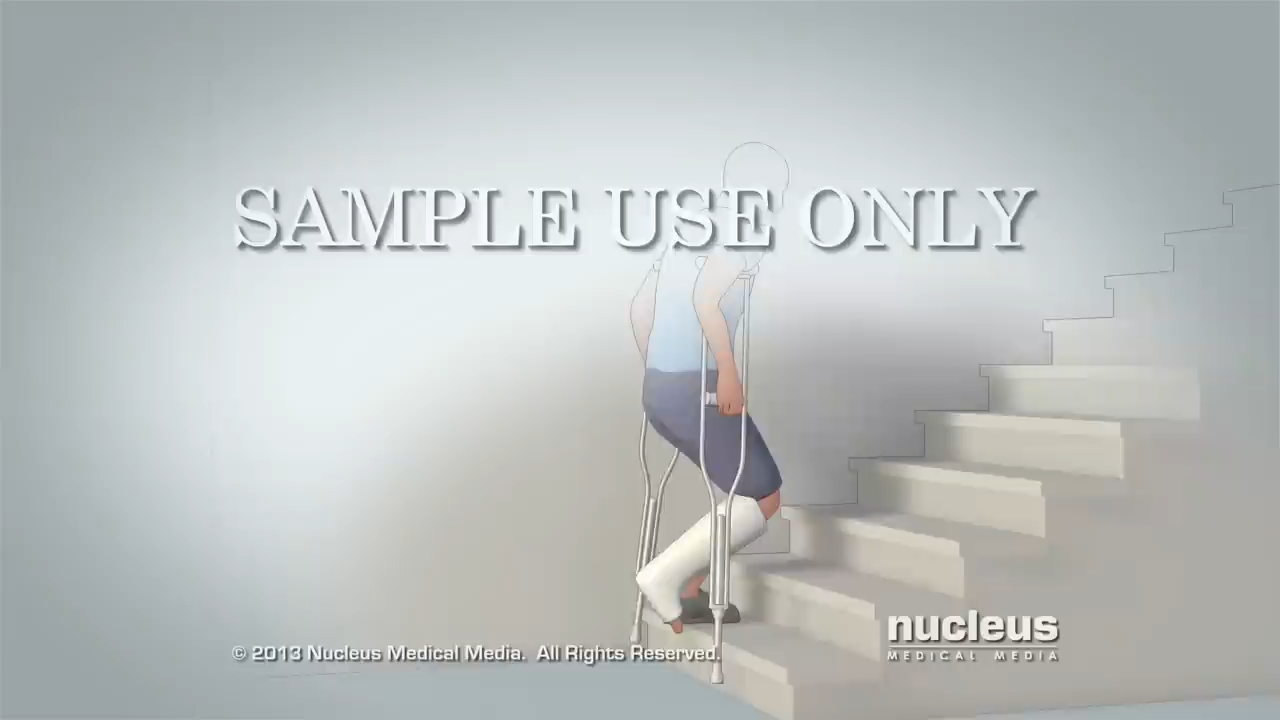 SAMPLE USE ONLY
© 2013 Nucleus Medical Media.  All Rights Reserved.
nucleus
MEDICAL MEDIA